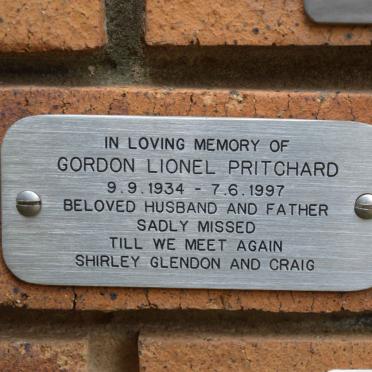 IN LOVING MEMORY OF
GORDON LIONEL PRITCHARD
9.9.1934 - 7.6.1997
BELOVED HUSBAND AND FATHER
SADLY MISSED
TILL WE MEET AGAIN
SHIRLEY GLENDON AND CRAIG